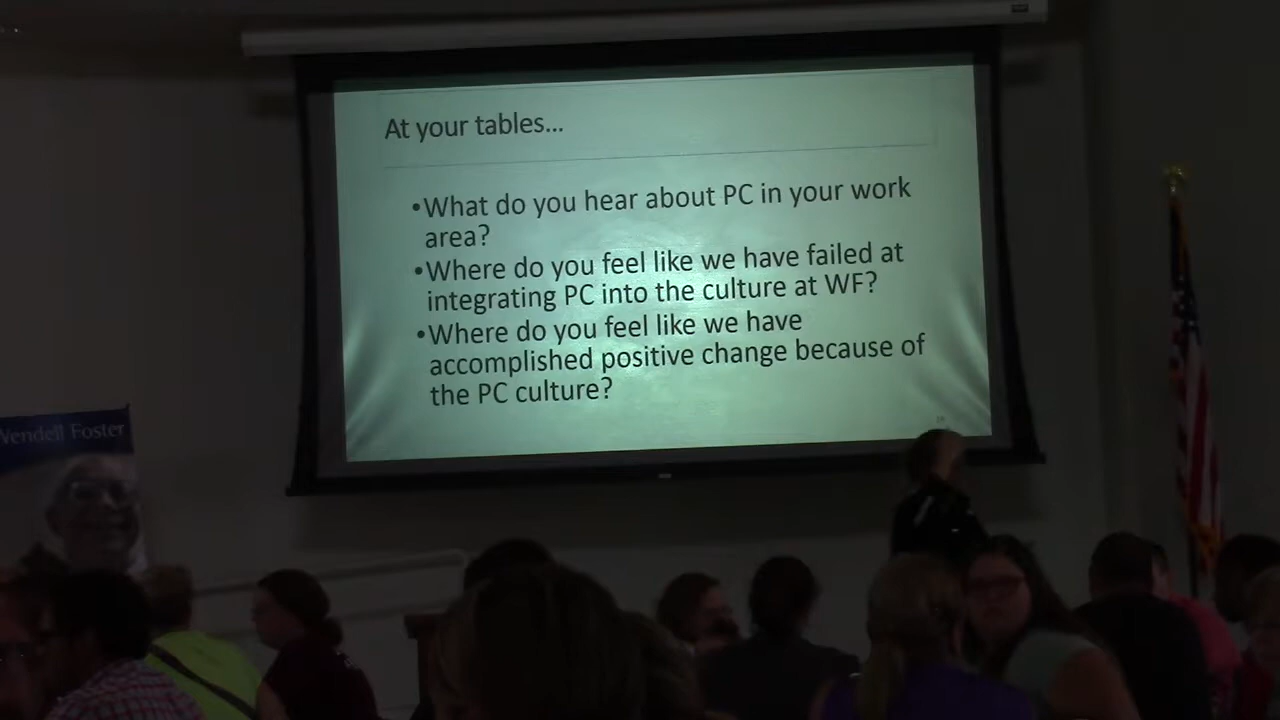 At your tables...
•What do you hear about PC in your work
area?
•Where do you feel like we have failed at
integrating PC into the culture at WF?
•Where do you feel like we have
accomplished positive change because of
the PC culture?
Wendell Foster